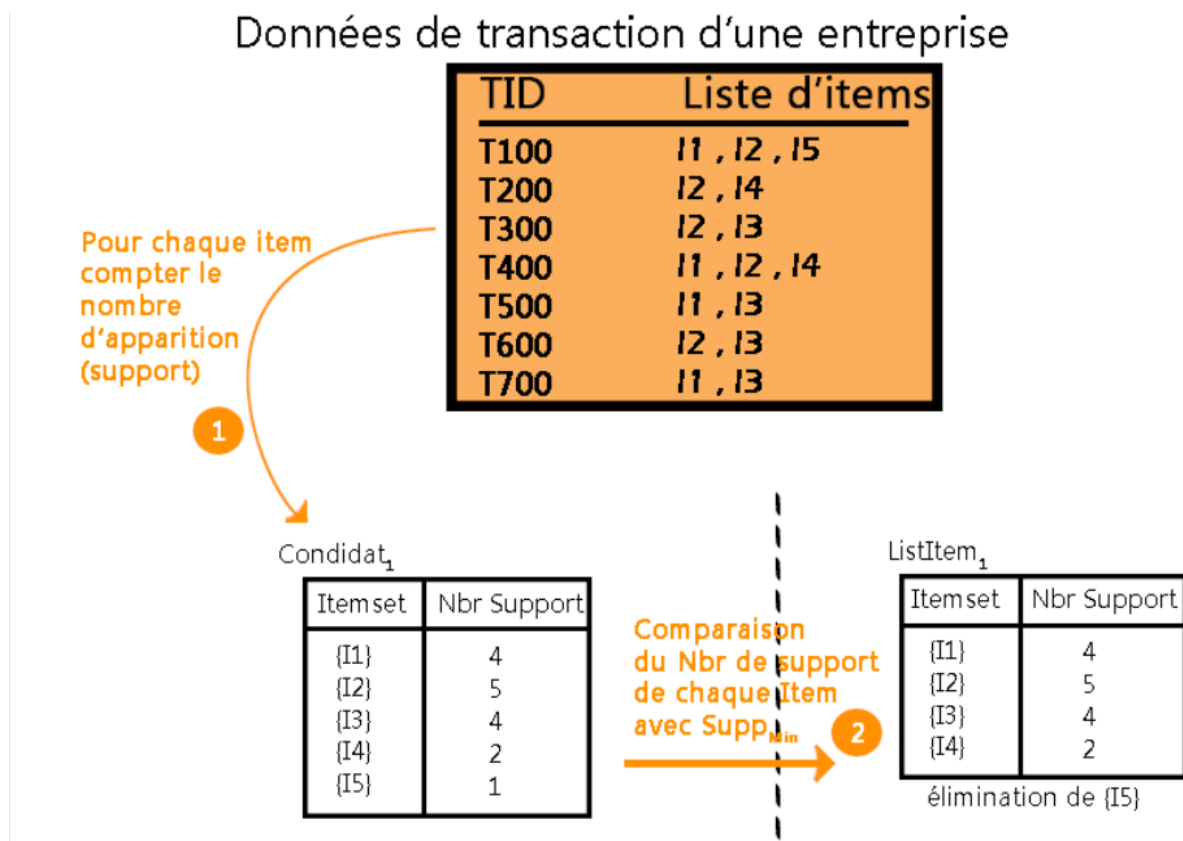 Données de transaction d'une entreprise
TID Liste d'items
T100 I1 , I2 , I5
T200 I2 , I4
T300 I2 , I3
T400 I1 , I2 , I4
T500 I1 , I3
T600 I2 , I3
T700 I1 , I3
Pour chaque item
compter le
nombre
d'apparition
(support)
1
Condidat1
Itemset Nbr Support
{I1} 4
{I2} 5
{I3} 4
{I4} 2
{I5} 1
Comparaison
du Nbr de support
de chaque Item
avec SuppMin
2
ListItem1
Itemset Nbr Support
{I1} 4
{I2} 5
{I3} 4
{I4} 2
élimination de {I5}